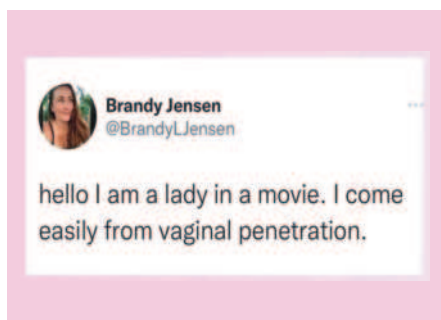 Brandy Jensen
@BrandyLJensen
hello I am a lady in a movie. I come
easily from vaginal penetration.